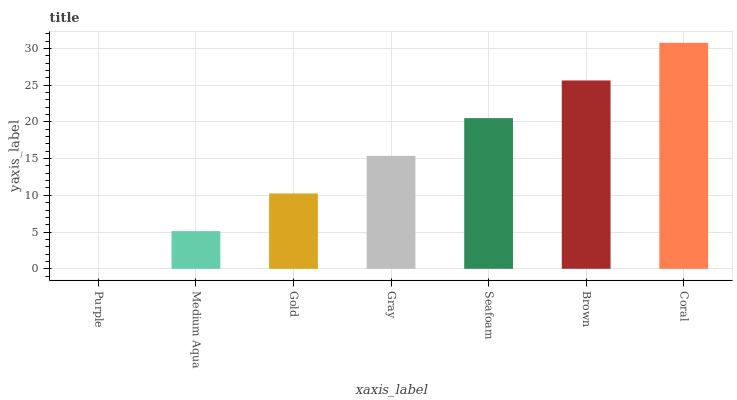 title
yaxis_label
30
25
20
15
10
5
0
Purple
Medium Aqua
Gold
Gray
Seafoam
Brown
Coral
xaxis_label